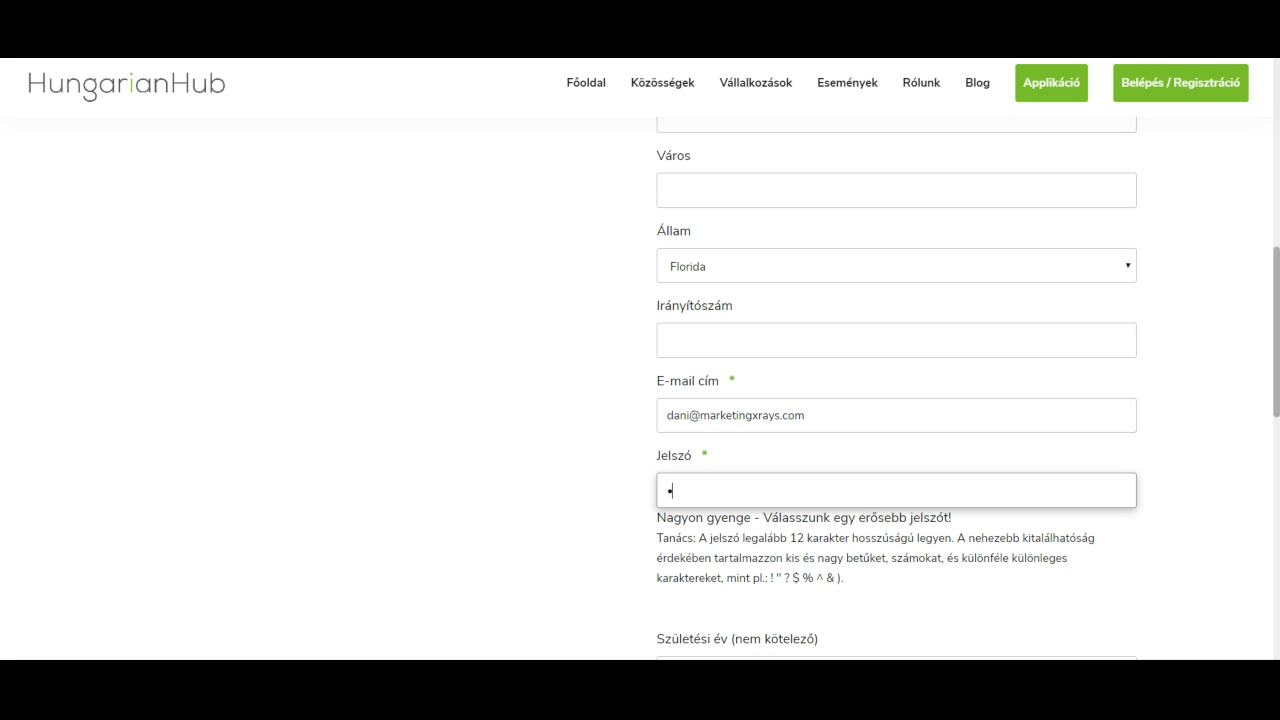 HungarianHub
Főoldal
Közösségek
Vállalkozások
Események
Rólunk
Blog
Applikáció
Belépés / Regisztráció
Város
Állam
Florida
Irányítószám
E-mail cím *
dani@marketingxrays.com
Jelszó *
•
Nagyon gyenge - Válasszunk egy erősebb jelszót!
Tanács: A jelszó legalább 12 karakter hosszúságú legyen. A nehezebb kitalálhatóság
érdekében tartalmazzon kis és nagy betűket, számokat, és különféle különleges
karaktereket, mint pl.: ! " ? $ % ^ & ).
Születési év (nem kötelező)